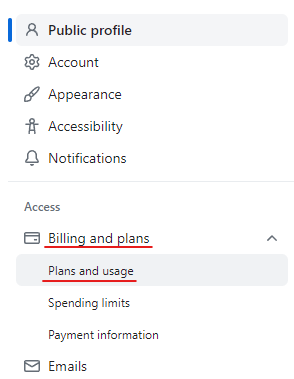 Public profile
Account
Appearance
Accessibility
Notifications
Access
Billing and plans
Plans and usage
Spending limits
Payment information
Emails